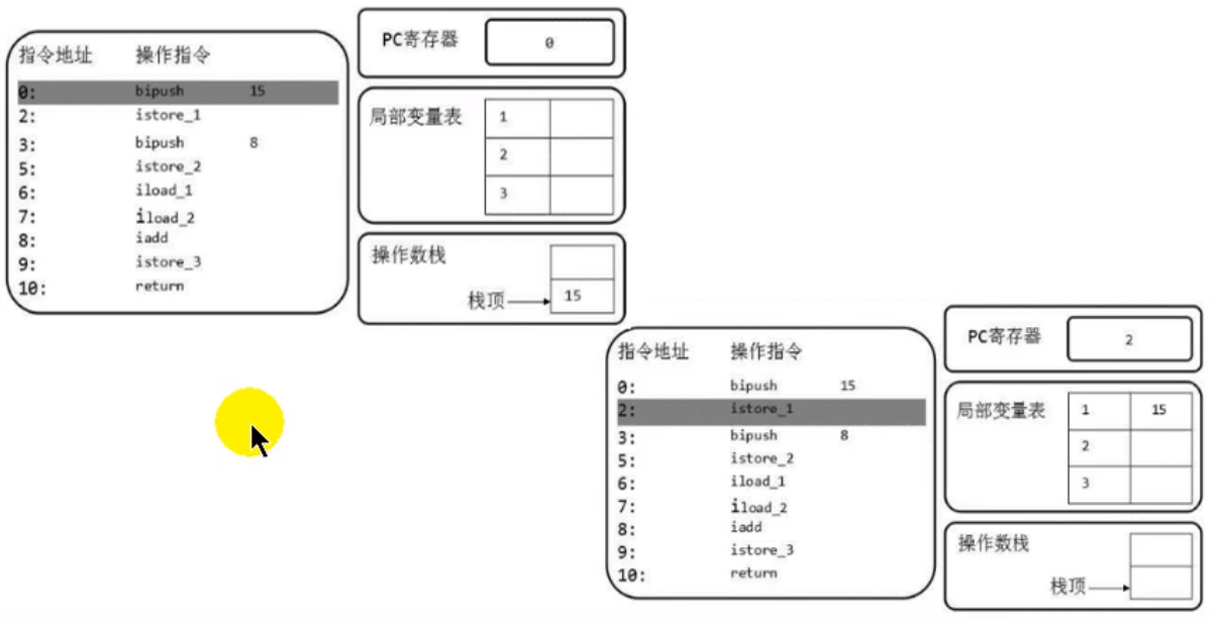 指令地址 操作指令
0: bipush 15
2: istore_1
3: bipush 8
5: istore_2
6: iload_1
7: iload_2
8: iadd
9: istore_3
10: return
PC寄存器 0
局部变量表 1
2
3
操作数栈
栈顶 15
指令地址 操作指令
0: bipush 15
2: istore_1
3: bipush 8
5: istore_2
6: iload_1
7: iload_2
8: iadd
9: istore_3
10: return
PC寄存器 2
局部变量表 1 15
2
3
操作数栈
栈顶